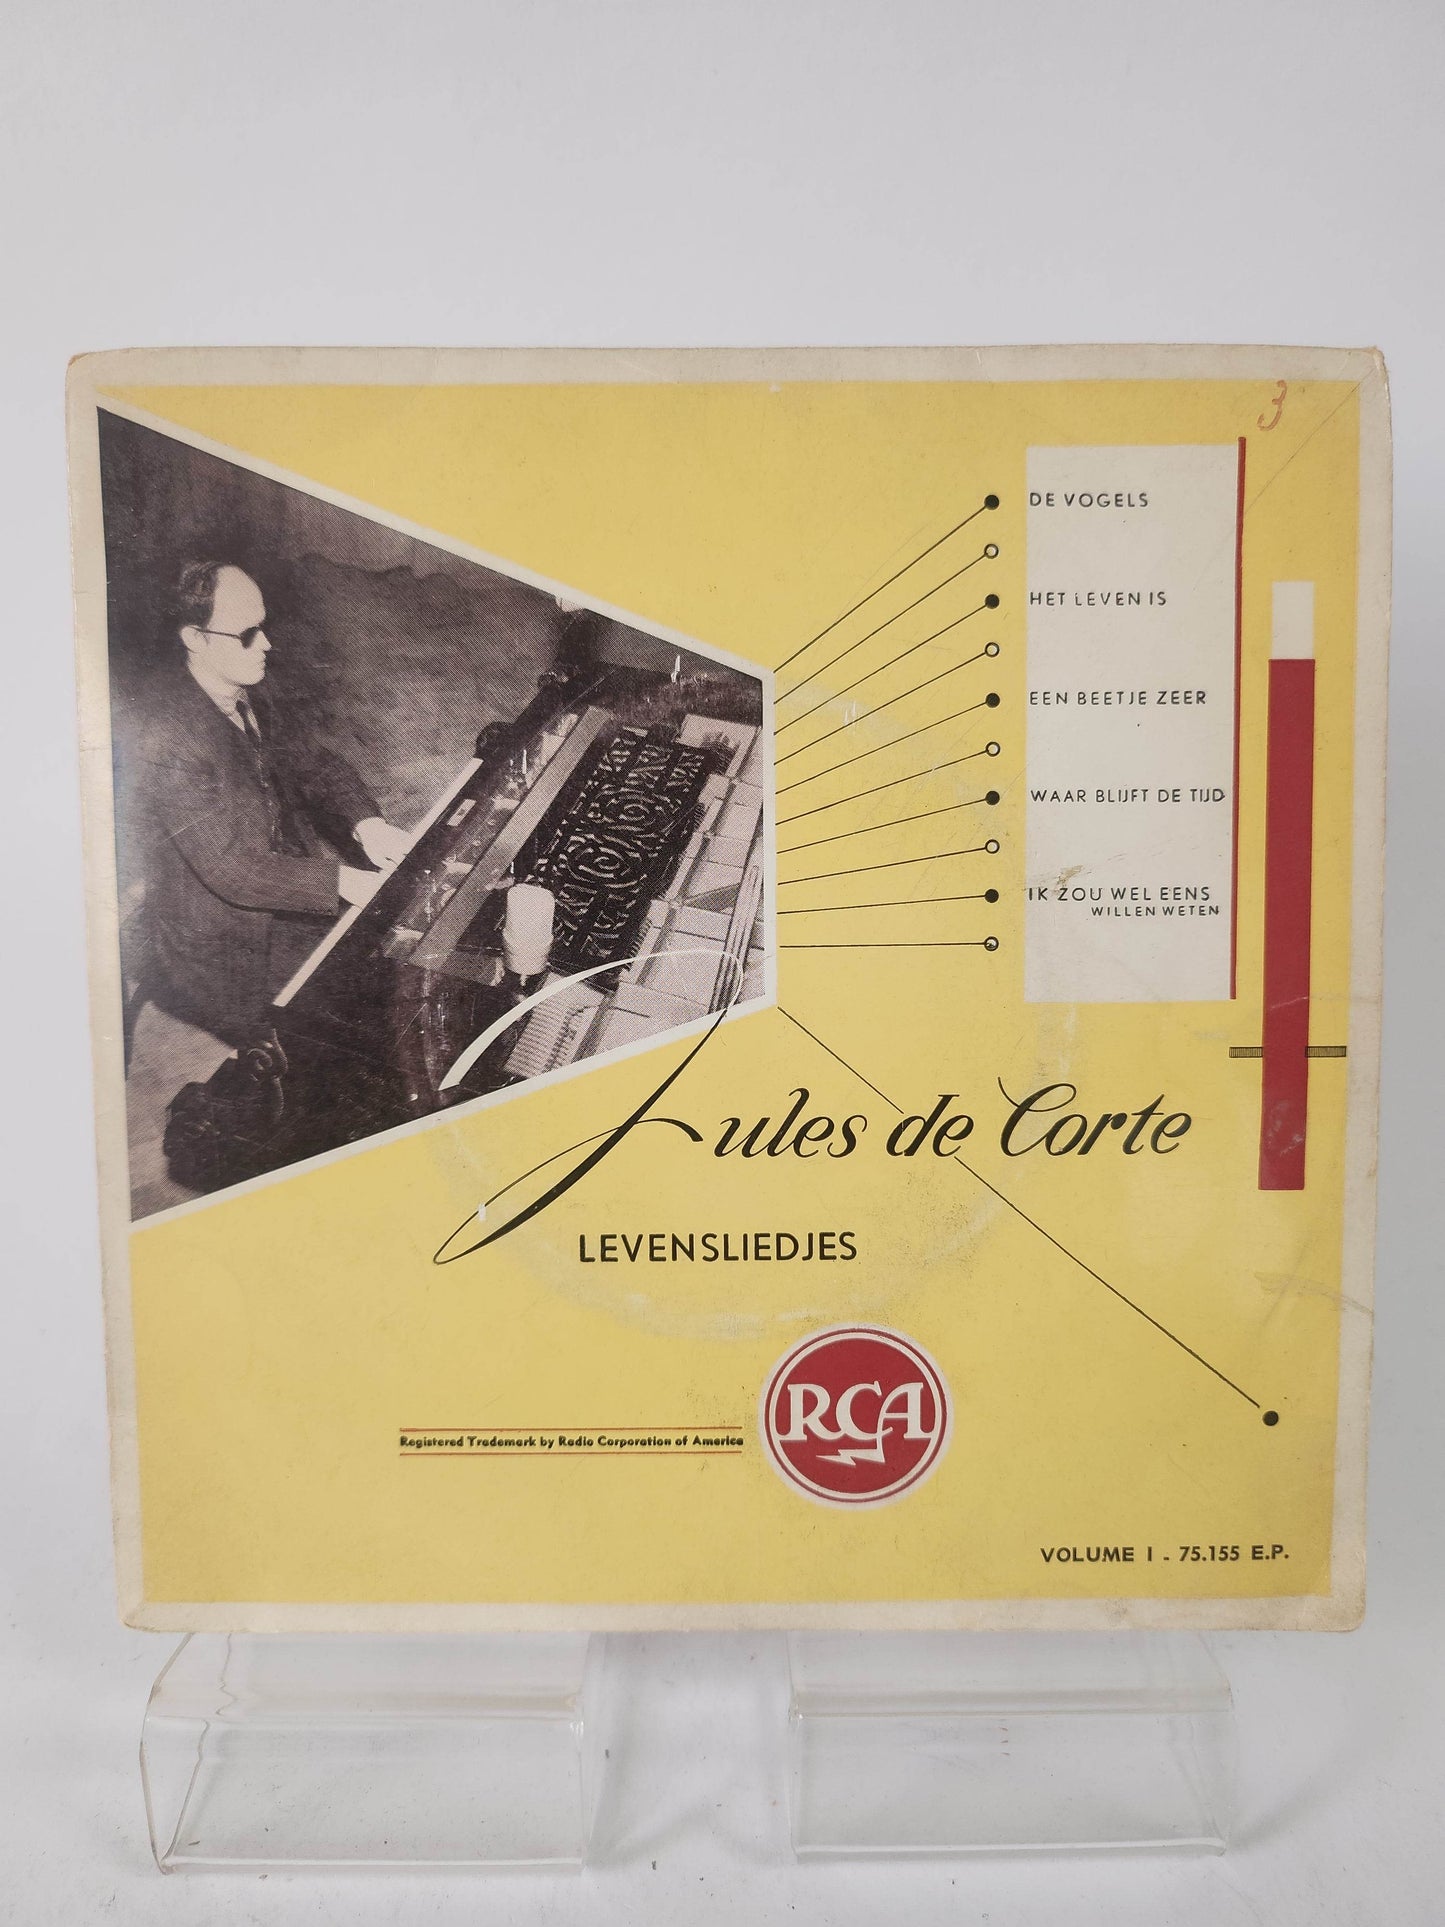 3
DE VOGELS
HET LEVEN IS
EEN BEETJE ZEER
WAAR BLIJFT DE TIJD
IK ZOU WEL EENS
WILLEN WETEN
Jules de Corte
LEVENSLIEDJES
RCA
Registered Trademark by Radio Corporation of America
VOLUME I - 75.155 E.P.